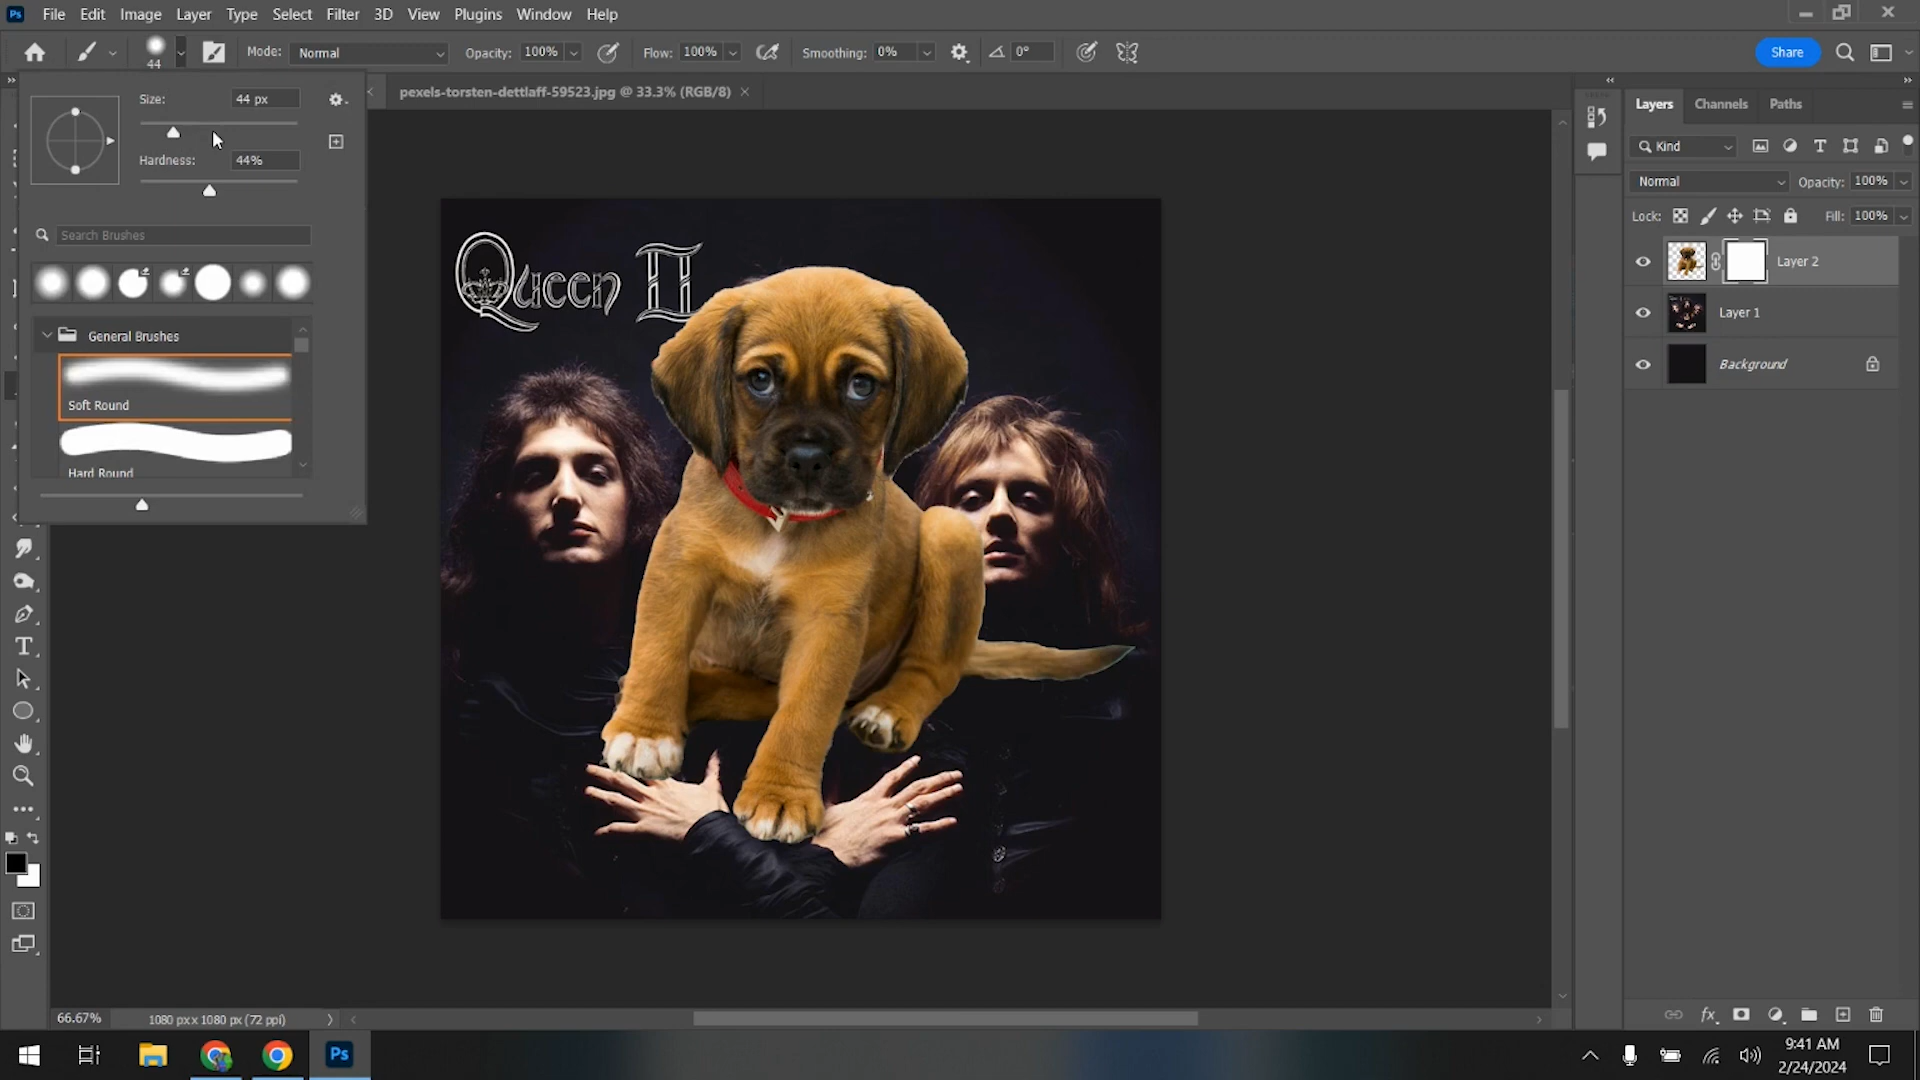 Ps File Edit Image Layer Type Select Filter 3D View Plugins Window Help
44 Mode: Normal Opacity: 100% Flow: 100% Smoothing: 0% 0° Share
pexels-torsten-dettlaff-59523.jpg @ 33.3% (RGB/8)
Size: 44 px
Hardness: 44%
Search Brushes
General Brushes
Soft Round
Hard Round
Queen II
Layers Channels Paths
Kind
Normal Opacity: 100%
Lock: Fill: 100%
Layer 2
Layer 1
Background
66.67% 1080 px x 1080 px (72 ppi)
Ps
9:41 AM
2/24/2024